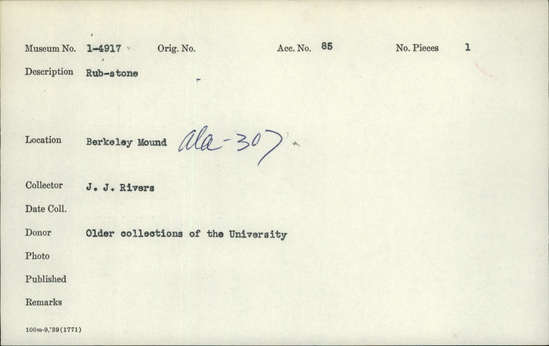 Museum No. 1-4917 Orig. No. Acc. No. 85 No. Pieces 1
Description Rub-stone
Location Berkeley Mound ala-307
Collector J. J. Rivers
Date Coll.
Donor Older collections of the University
Photo
Published
Remarks
100m-9,'39(1771)